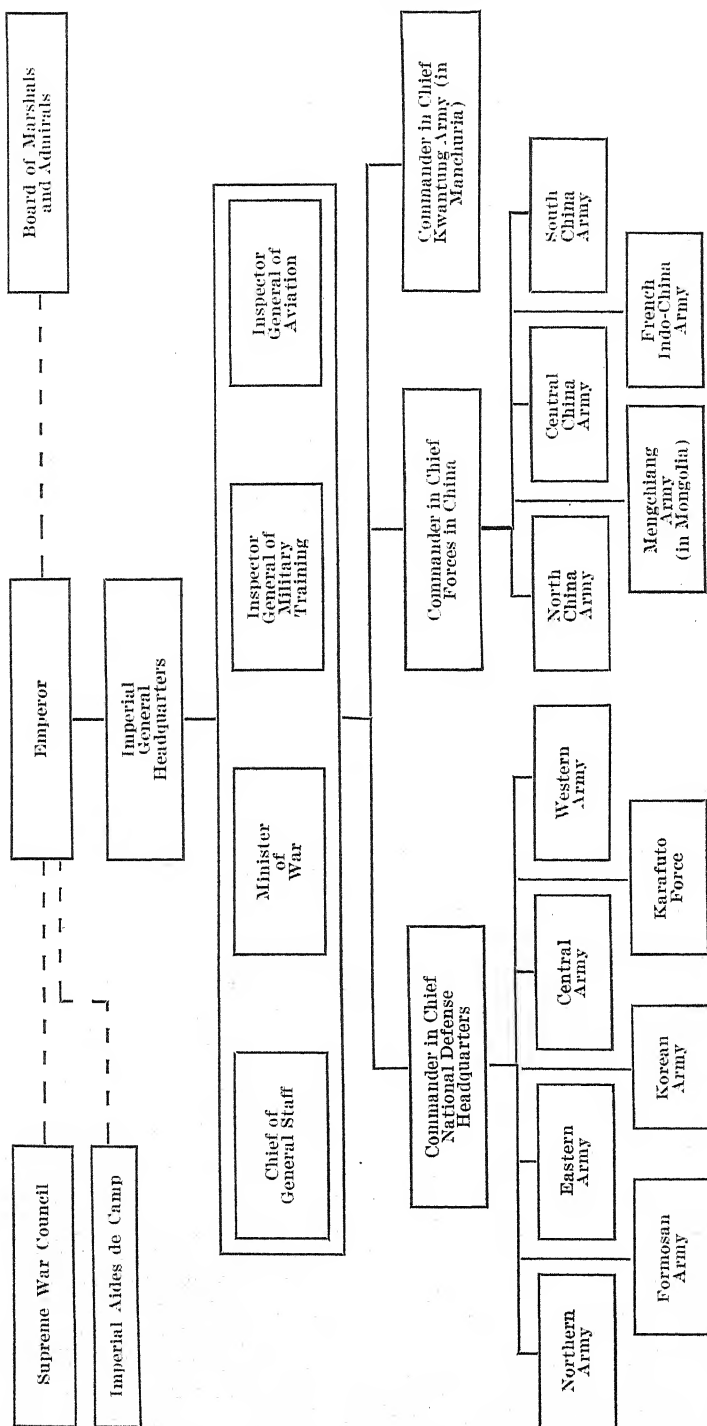 Board of Marshals
and Admirals
Emperor
Supreme War Council
Imperial Aides de Camp
Imperial
General
Headquarters
Chief of
General Staff
Minister
of
War
Inspector
General of
Military
Training
Inspector
General of
Aviation
Commander in Chief
National Defense
Headquarters
Commander in Chief
Forces in China
Commander in Chief
Kwantung Army (in
Manchuria)
Northern
Army
Eastern
Army
Central
Army
Western
Army
North
China
Army
Central
China
Army
South
China
Army
Formosan
Army
Korean
Army
Karafuto
Force
Mengchiang
Army
(in Mongolia)
French
Indo-China
Army